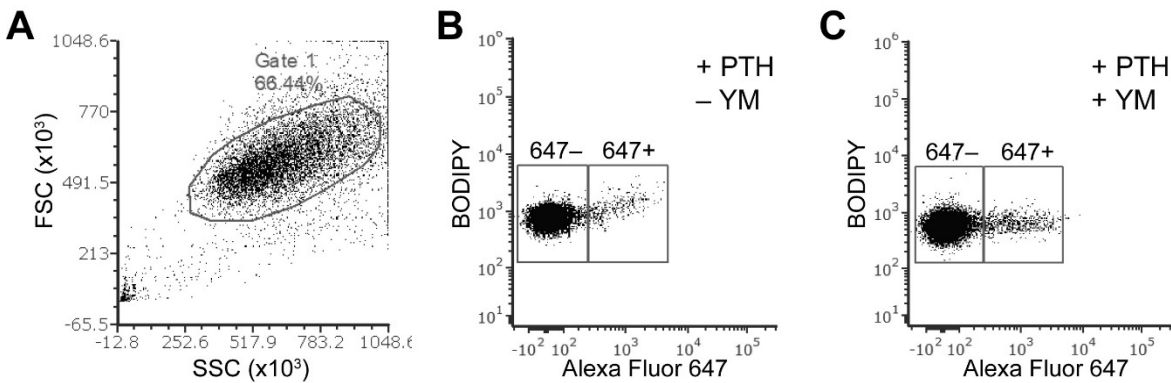 A
1048.6
770
491.5
213
-65.5
FSC (x10³)
Gate 1
66.44%
-12.8 252.6 517.9 783.2 1048.6
SSC (x10³)
B
+ PTH
– YM
647– 647+
BODIPY
10⁶
10⁵
10⁴
10³
10²
10¹
-10² 10² 10³ 10⁴ 10⁵
Alexa Fluor 647
C
+ PTH
+ YM
647– 647+
BODIPY
10⁶
10⁵
10⁴
10³
10²
10¹
-10² 10² 10³ 10⁴ 10⁵
Alexa Fluor 647